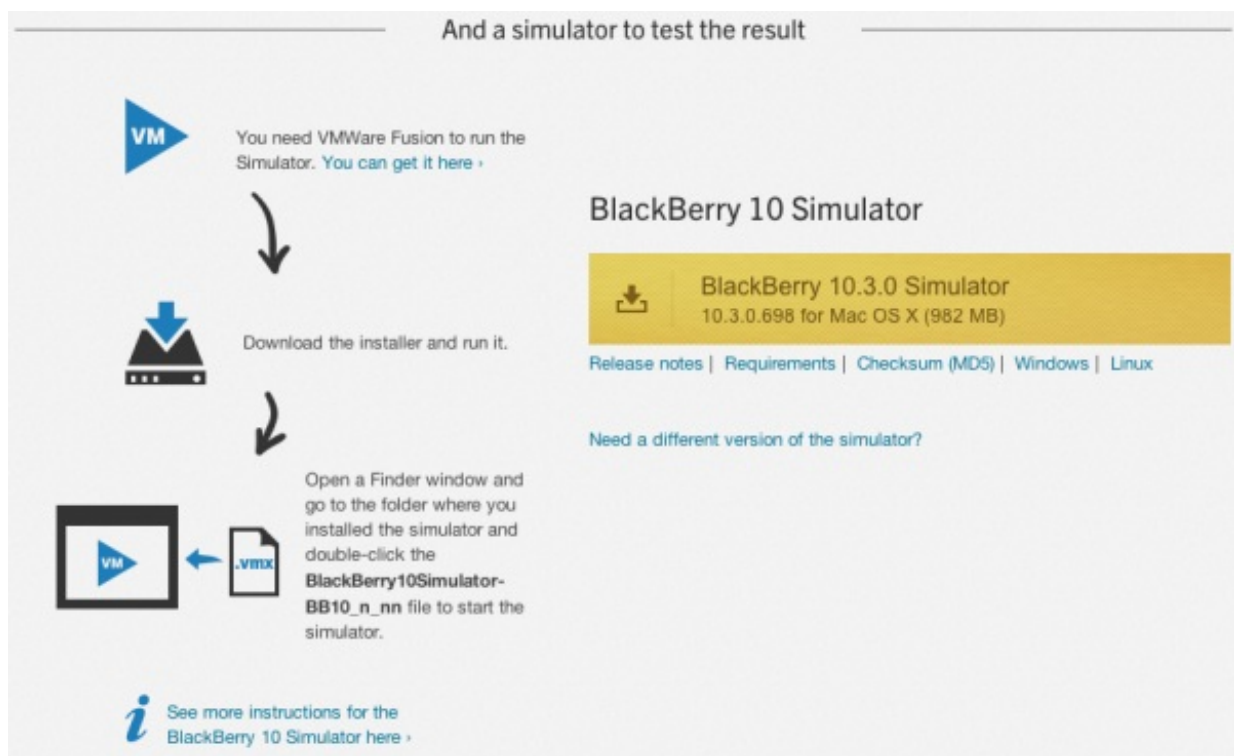 And a simulator to test the result
VM
You need VMWare Fusion to run the
Simulator. You can get it here ›
Download the installer and run it.
Open a Finder window and
go to the folder where you
installed the simulator and
double-click the
BlackBerry10Simulator-
BB10_n_nn file to start the
simulator.
VM
.vmx
See more instructions for the
BlackBerry 10 Simulator here ›
BlackBerry 10 Simulator
BlackBerry 10.3.0 Simulator
10.3.0.698 for Mac OS X (982 MB)
Release notes | Requirements | Checksum (MD5) | Windows | Linux
Need a different version of the simulator?